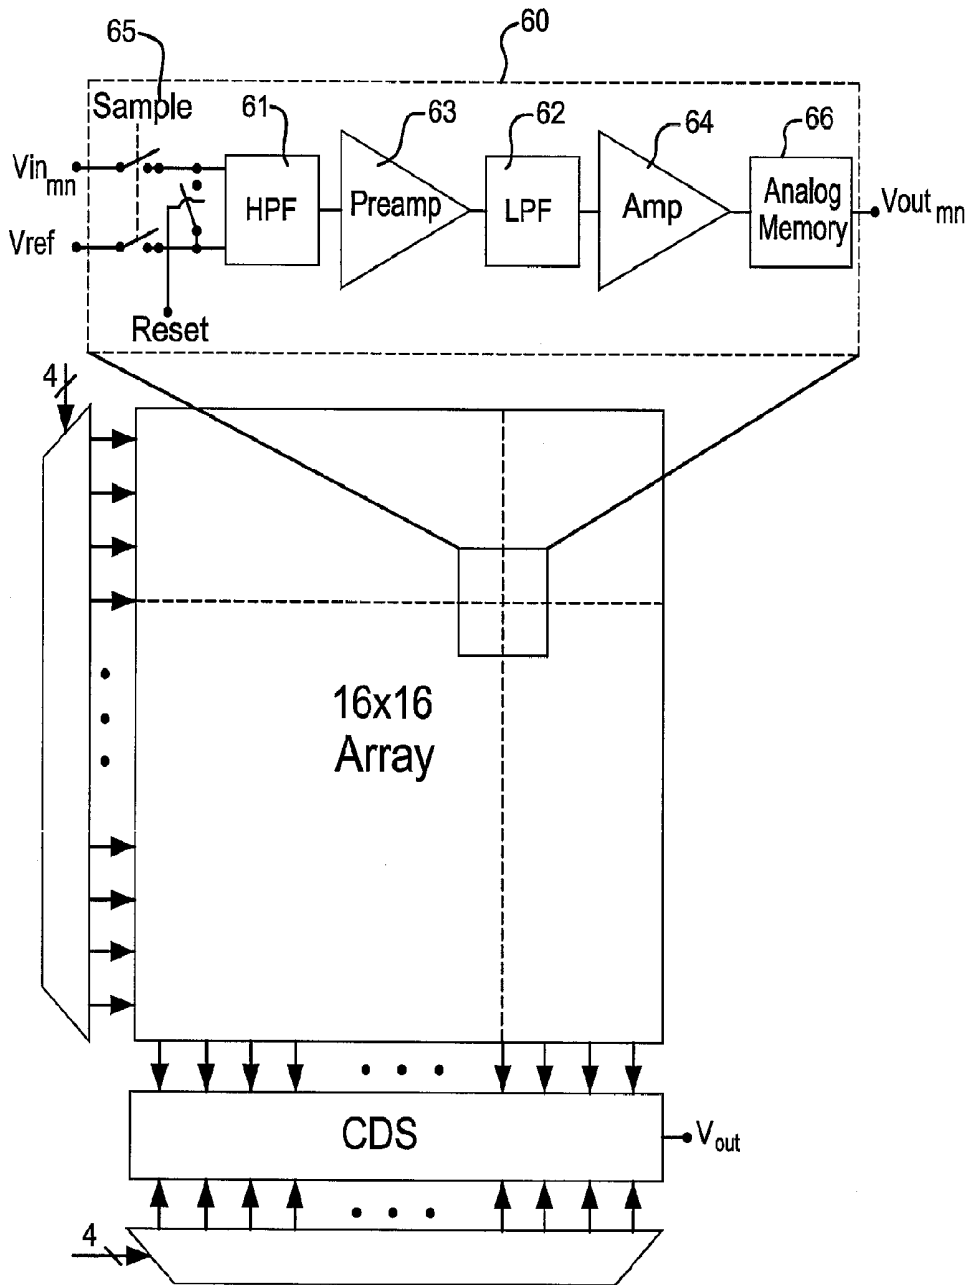 65
60
Sample
61
63
62
64
66
Vin mn
HPF
Preamp
LPF
Amp
Analog
Memory
Vout mn
Vref
Reset
4
16x16
Array
CDS
Vout
4